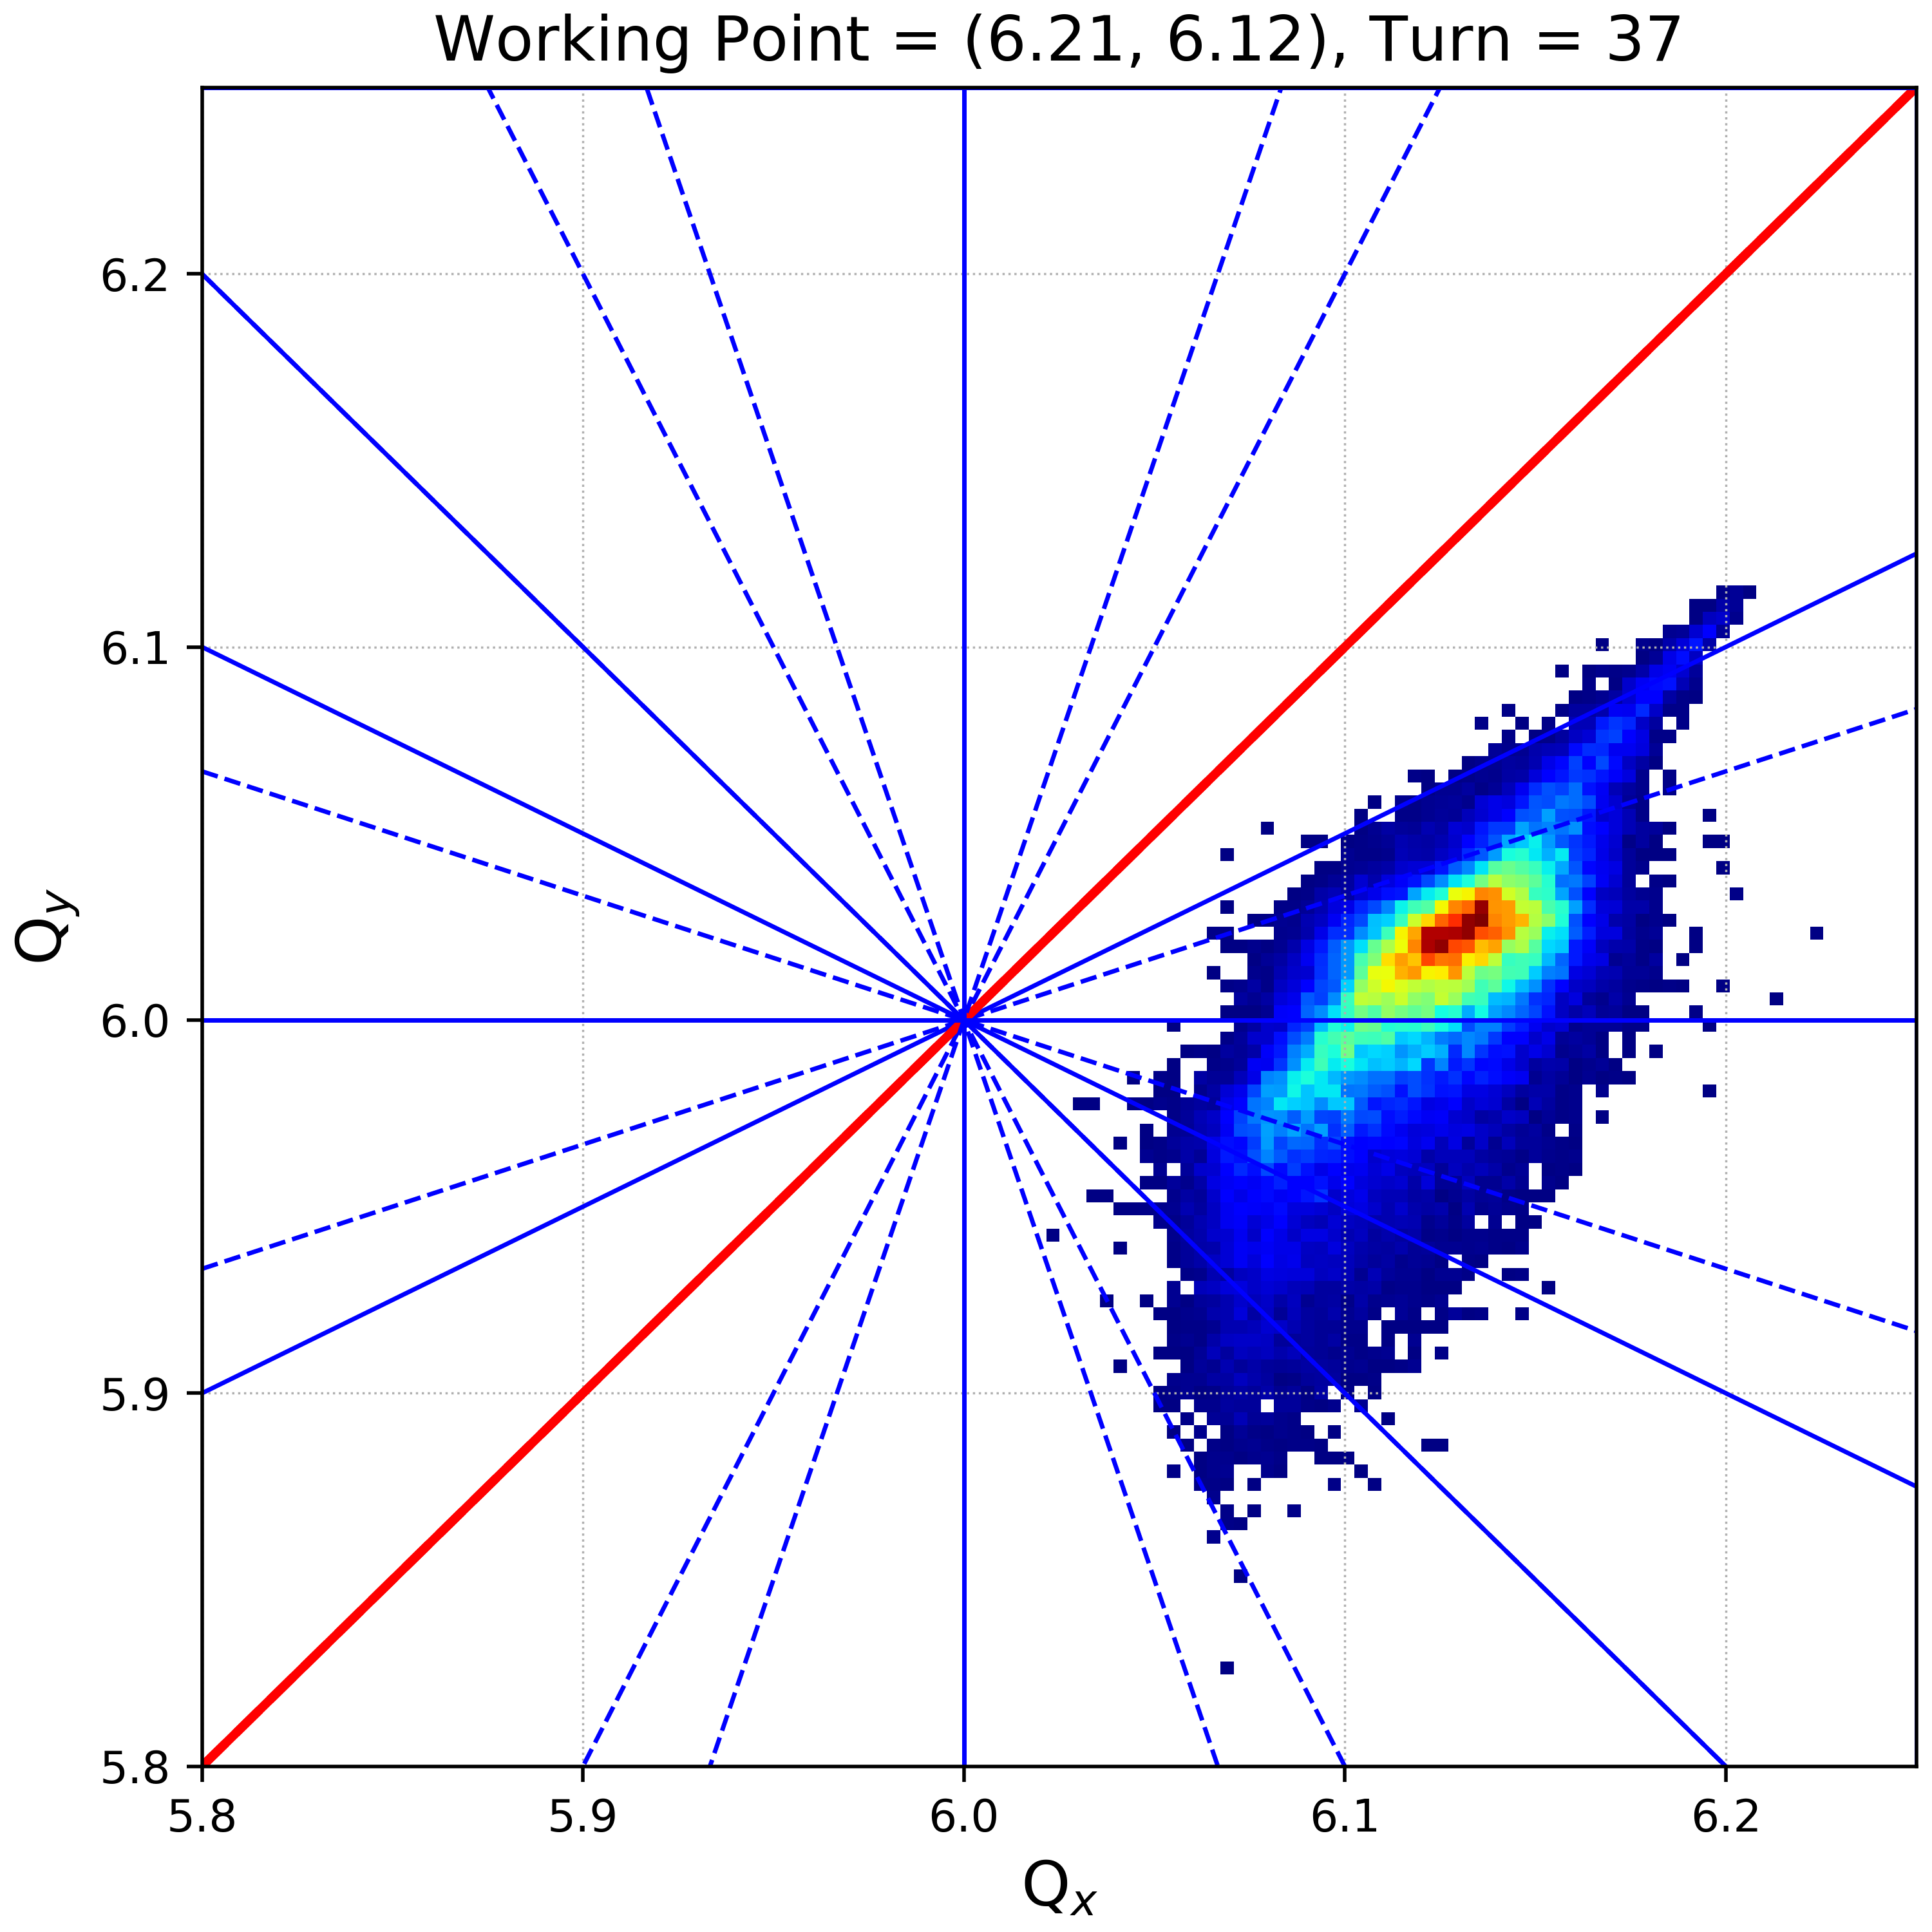 Working Point = (6.21, 6.12), Turn = 37
6.2
6.1
6.0
5.9
5.8
Qy
5.8 5.9 6.0 6.1 6.2
Qx